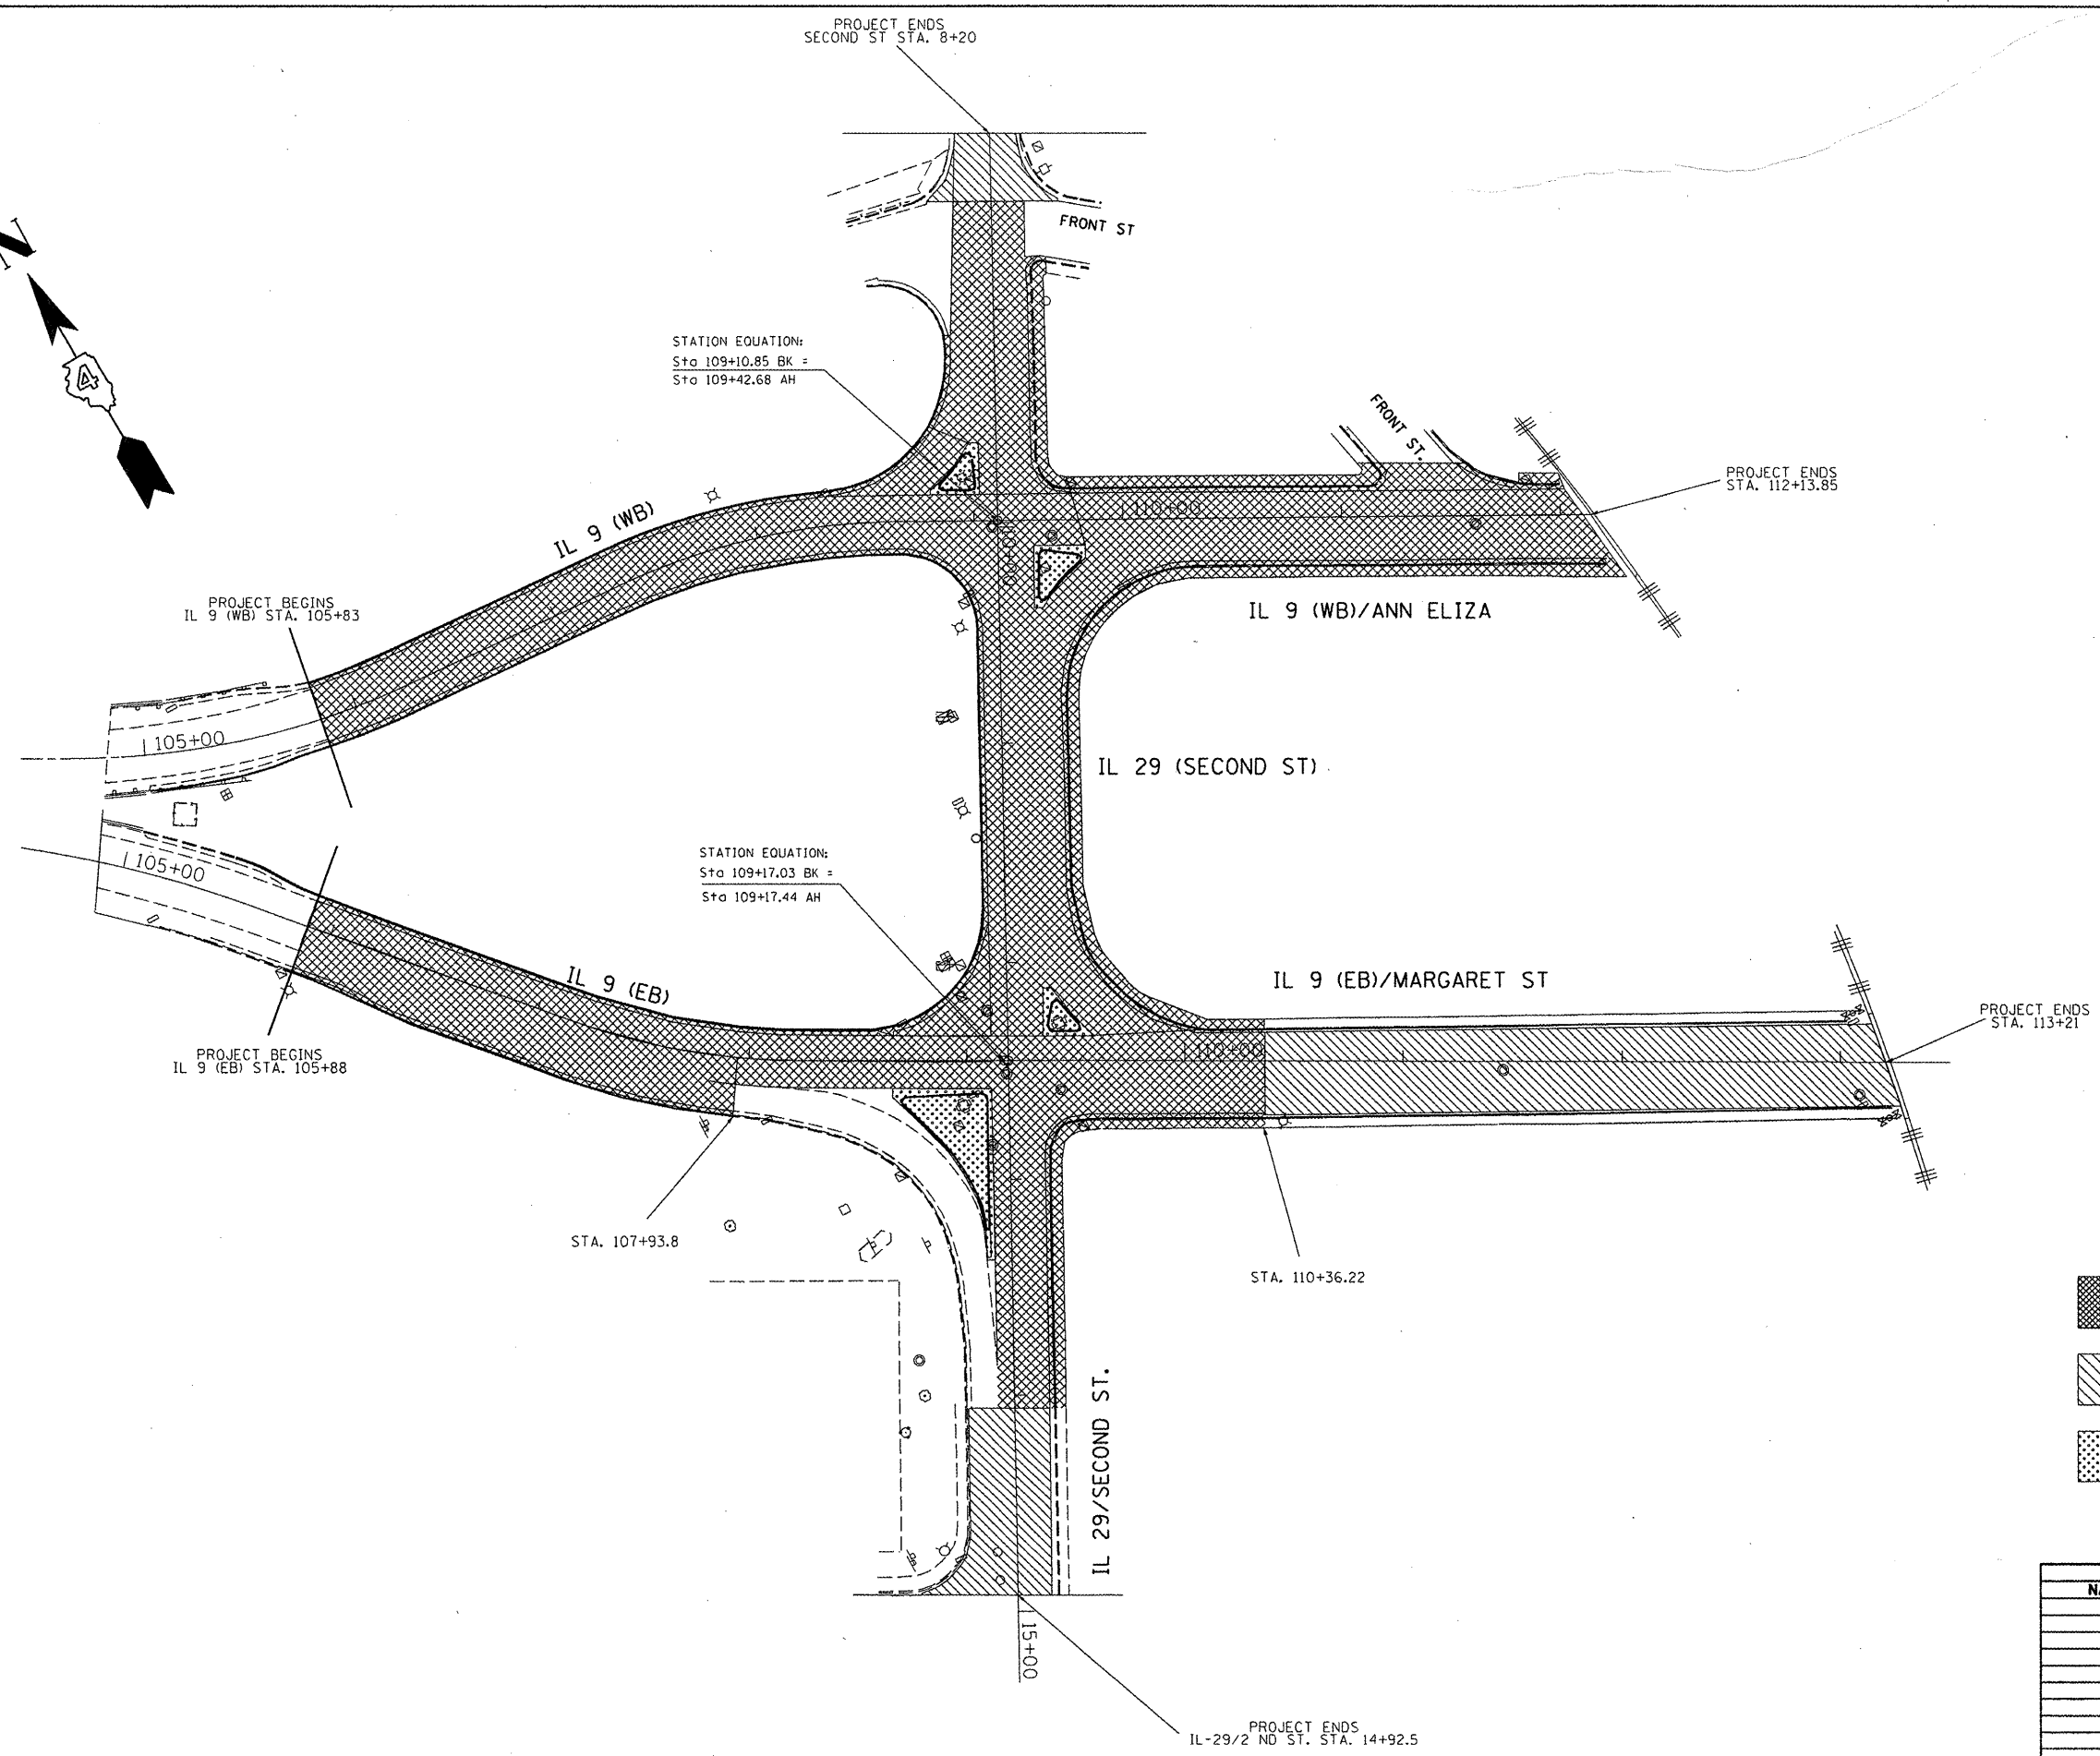 PROJECT ENDS
SECOND ST STA. 8+20
N
4
FRONT ST
STATION EQUATION:
Sta 109+10.85 BK =
Sta 109+42.68 AH
FRONT ST.
PROJECT ENDS
STA. 112+13.85
IL 9 (WB)
110+00
10+00
PROJECT BEGINS
IL 9 (WB) STA. 105+83
IL 9 (WB)/ANN ELIZA
105+00
IL 29 (SECOND ST)
105+00
STATION EQUATION:
Sta 109+17.03 BK =
Sta 109+17.44 AH
IL 9 (EB)
IL 9 (EB)/MARGARET ST
PROJECT ENDS
STA. 113+21
PROJECT BEGINS
IL 9 (EB) STA. 105+88
110+00
STA. 107+93.8
STA. 110+36.22
IL 29/SECOND ST.
15+00
PROJECT ENDS
IL-29/2 ND ST. STA. 14+92.5